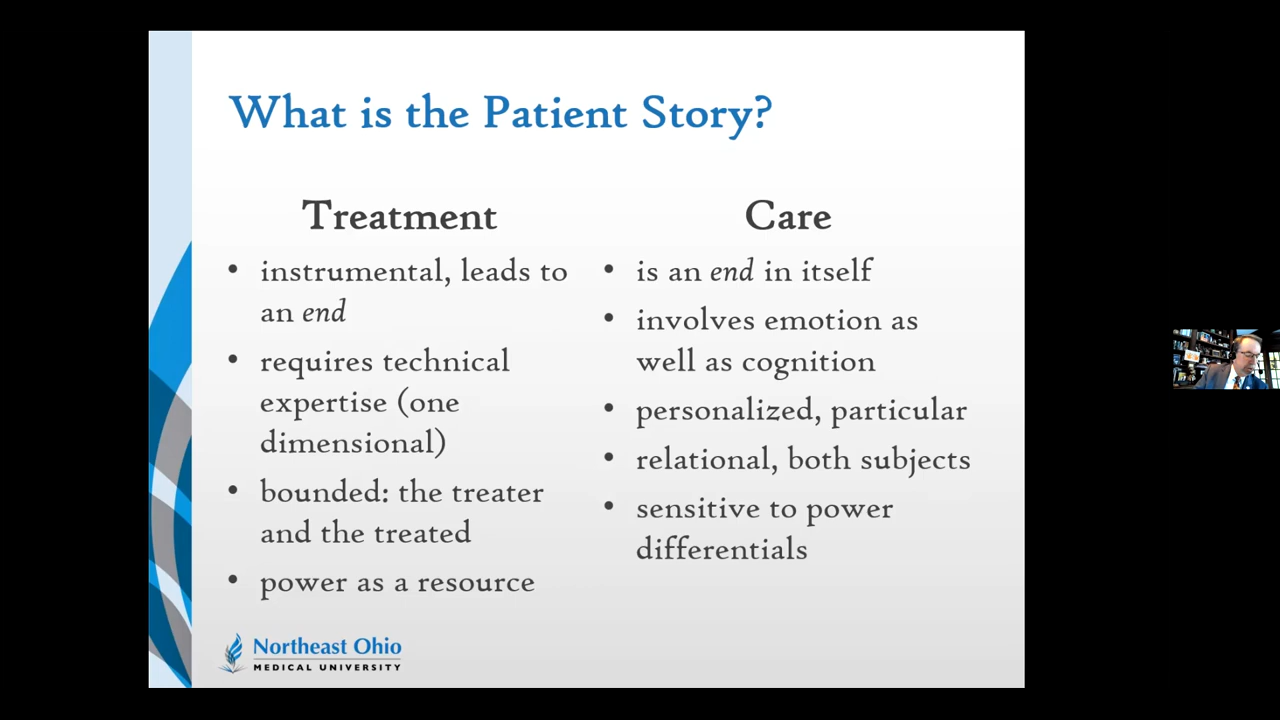 What is the Patient Story?
Treatment
• instrumental, leads to
an end
• requires technical
expertise (one
dimensional)
• bounded: the treater
and the treated
• power as a resource
Care
• is an end in itself
• involves emotion as
well as cognition
• personalized, particular
• relational, both subjects
• sensitive to power
differentials
Northeast Ohio
MEDICAL UNIVERSITY